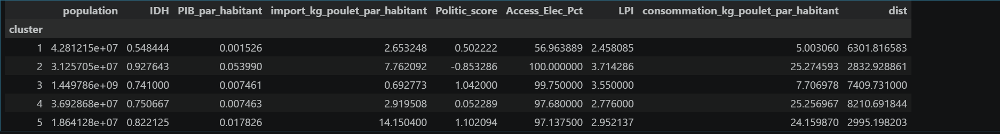 population IDH PIB_par_habitant import_kg_poulet_par_habitant Politic_score Access_Elec_Pct LPI consommation_kg_poulet_par_habitant dist
cluster
1 4.281215e+07 0.548444 0.001526 2.653248 0.502222 56.963889 2.458085 5.003060 6301.816583
2 3.125705e+07 0.927643 0.053990 7.762092 -0.853286 100.000000 3.714286 25.274593 2832.928861
3 1.449786e+09 0.741000 0.007461 0.692773 1.042000 99.750000 3.550000 7.706978 7409.731000
4 3.692868e+07 0.750667 0.007463 2.919508 0.052289 97.680000 2.776000 25.256967 8210.691844
5 1.864128e+07 0.822125 0.017826 14.150400 1.102094 97.137500 2.952137 24.159870 2995.198203